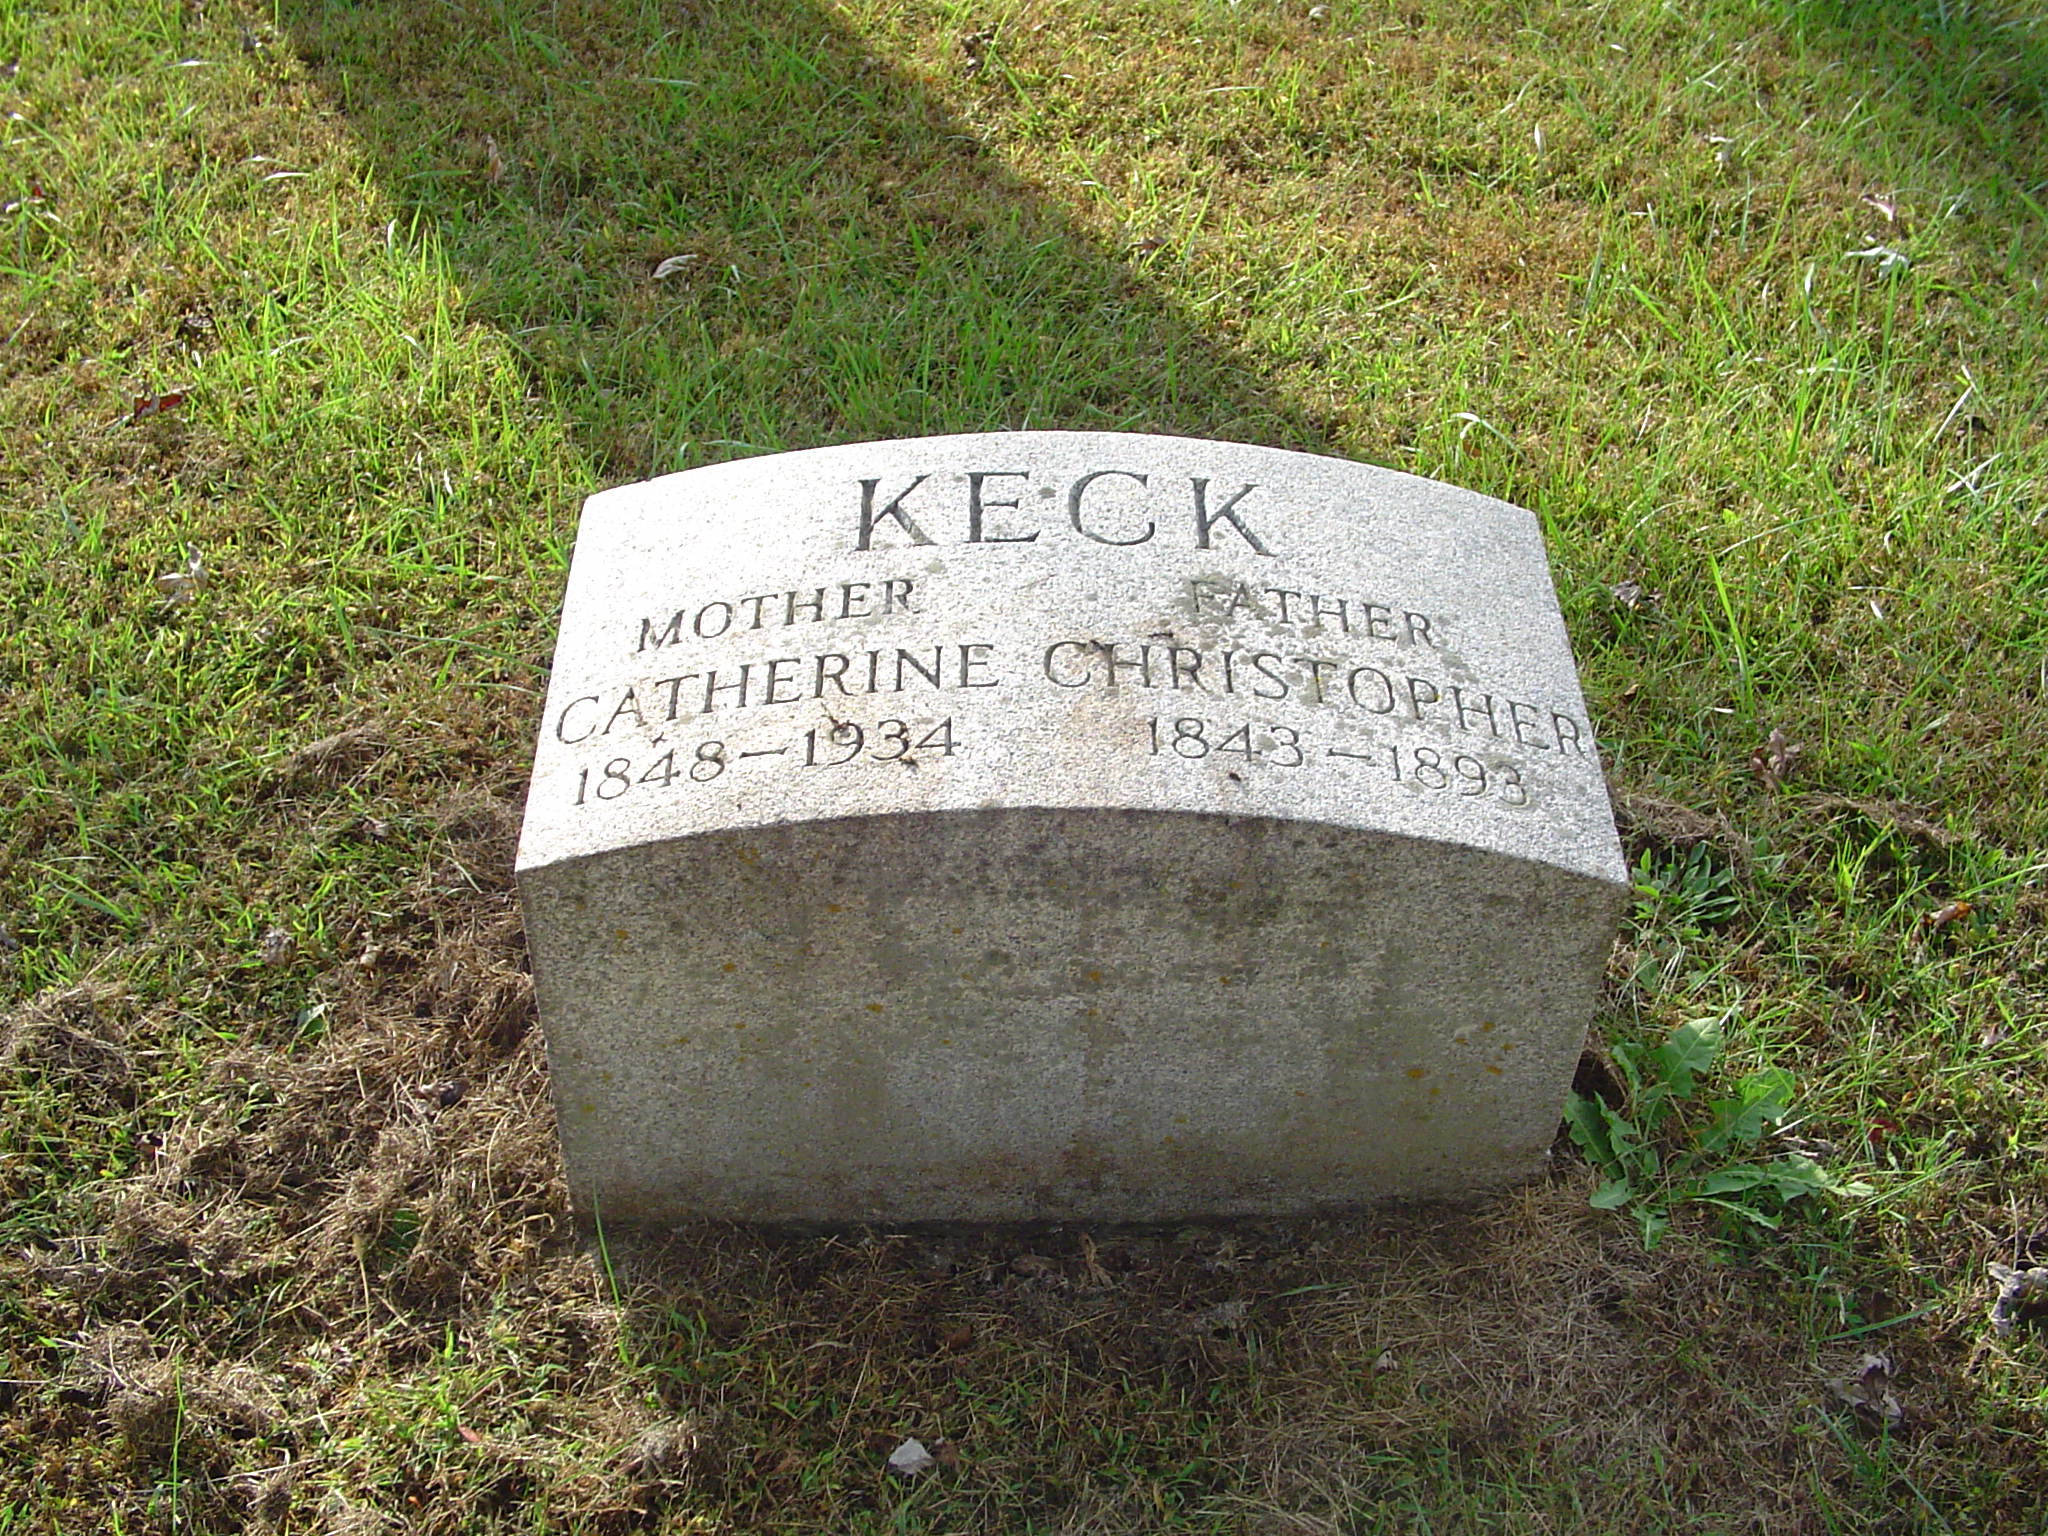 KECK
MOTHER FATHER
CATHERINE CHRISTOPHER
1848-1934 1843-1893